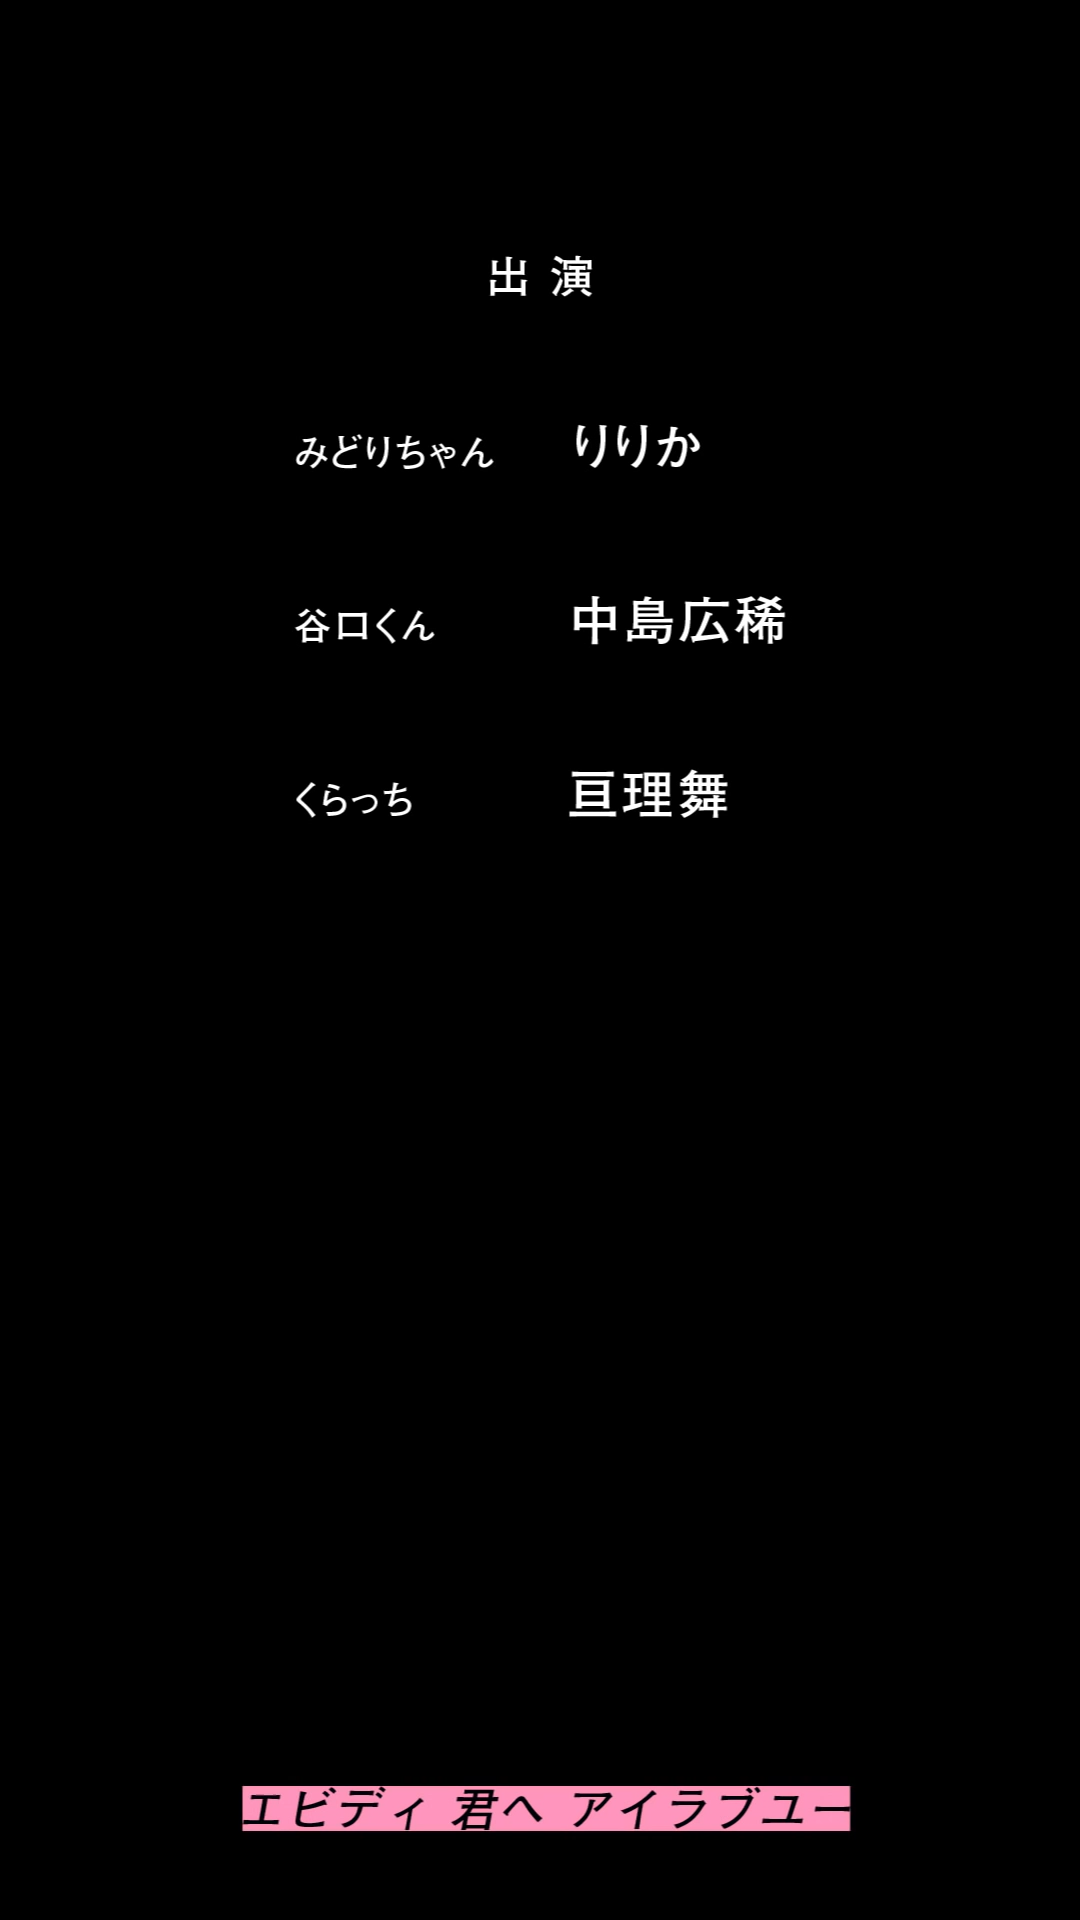 出 演
みどりちゃん りりか
谷口くん 中島広稀
くらっち 亘理舞
エビディ 君へ アイラブユー